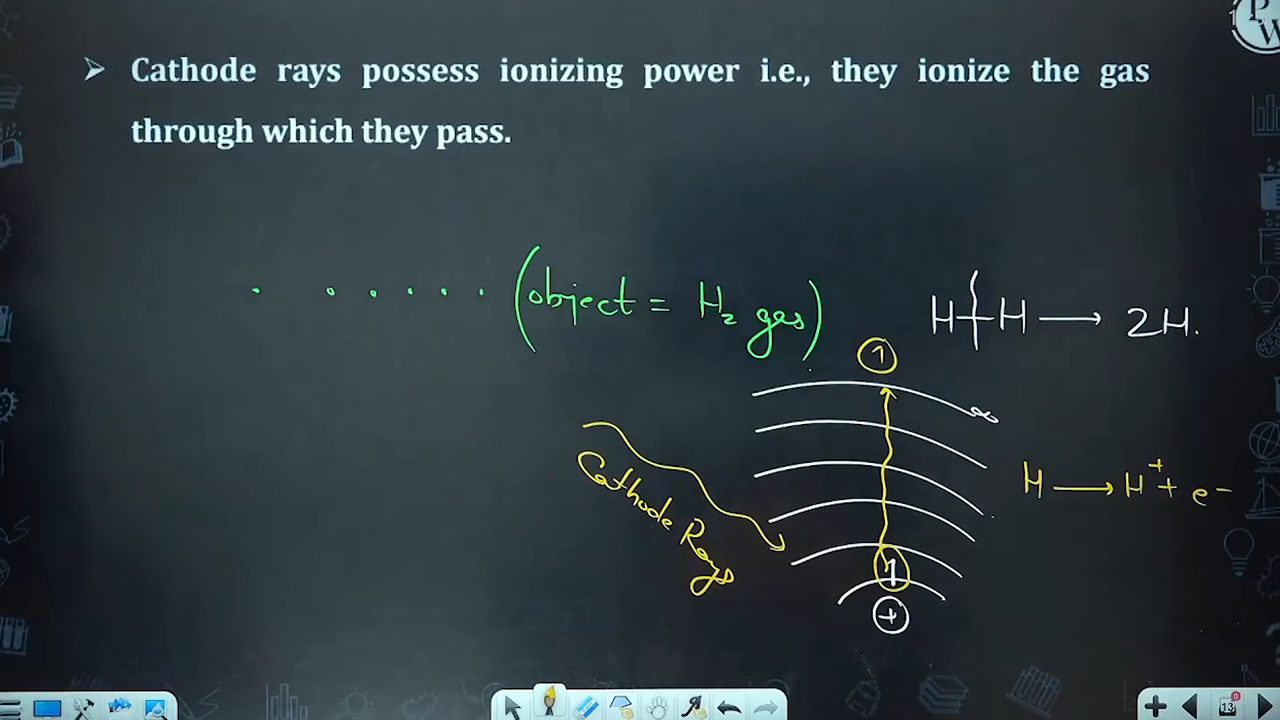 P
W
➤ Cathode rays possess ionizing power i.e., they ionize the gas
through which they pass.
. . . . . . (object = H₂ gas)
H+H ⟶ 2H.
1
∞
Cathode Rays
H ⟶ H⁺ + e⁻
1
+
13